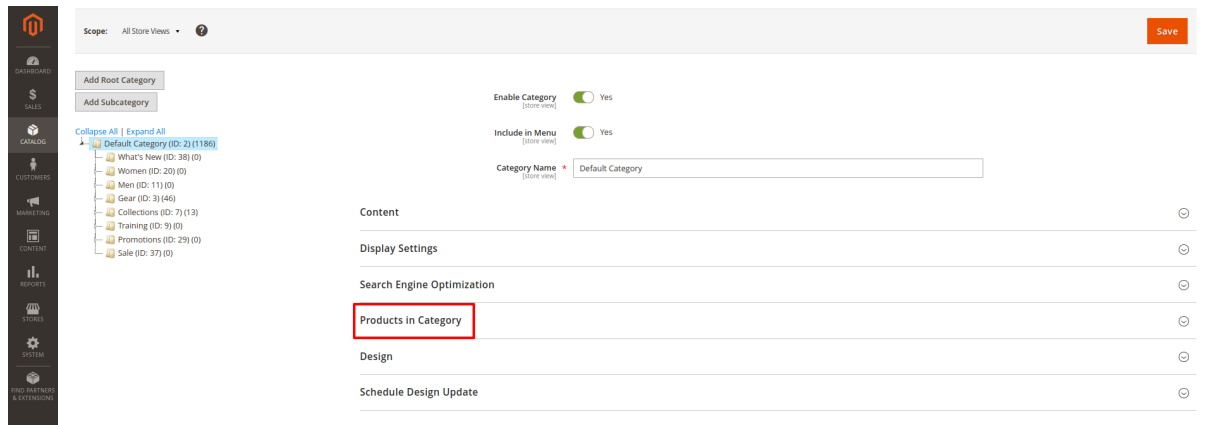 Scope: All Store Views ?
Save
DASHBOARD
$
SALES
CATALOG
CUSTOMERS
MARKETING
CONTENT
REPORTS
STORES
SYSTEM
FIND PARTNERS
& EXTENSIONS
Add Root Category
Add Subcategory
Collapse All | Expand All
Default Category (ID: 2) (1186)
What's New (ID: 38) (0)
Women (ID: 20) (0)
Men (ID: 11) (0)
Gear (ID: 3) (46)
Collections (ID: 7) (13)
Training (ID: 9) (0)
Promotions (ID: 29) (0)
Sale (ID: 37) (0)
Enable Category Yes
[store view]
Include in Menu Yes
[store view]
Category Name * Default Category
[store view]
Content
Display Settings
Search Engine Optimization
Products in Category
Design
Schedule Design Update